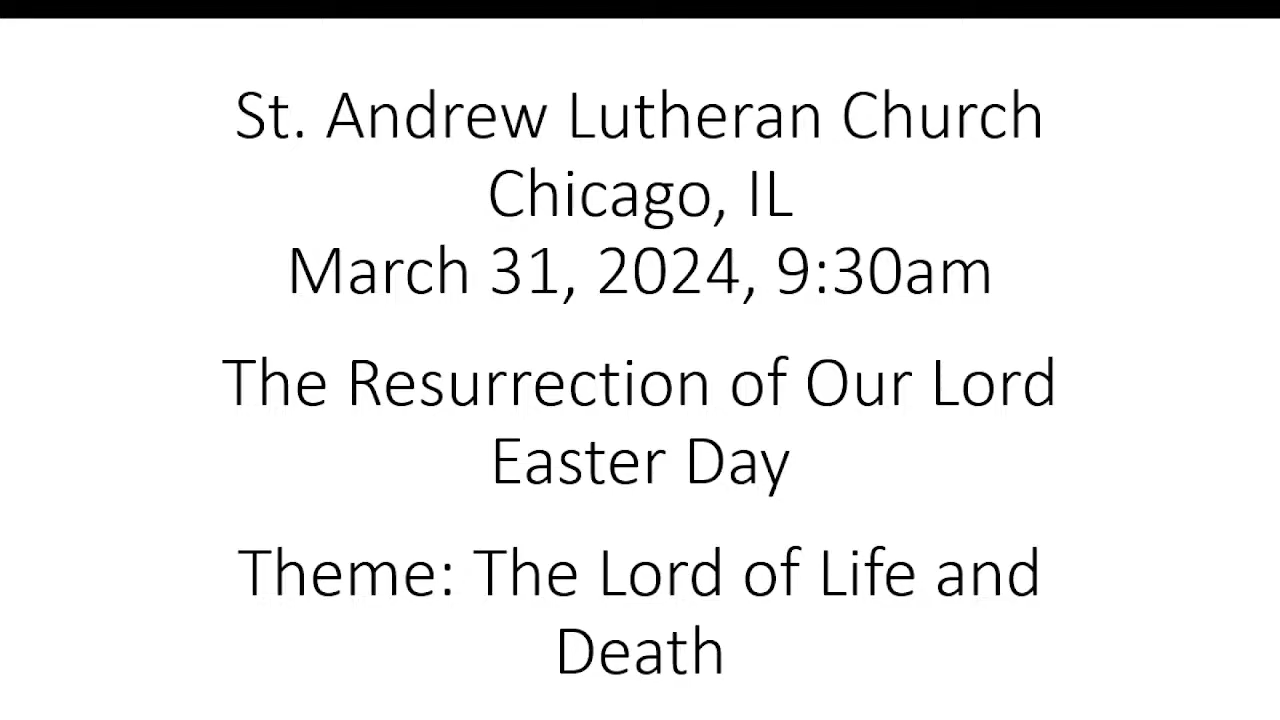 St. Andrew Lutheran Church
Chicago, IL
March 31, 2024, 9:30am
The Resurrection of Our Lord
Easter Day
Theme: The Lord of Life and
Death